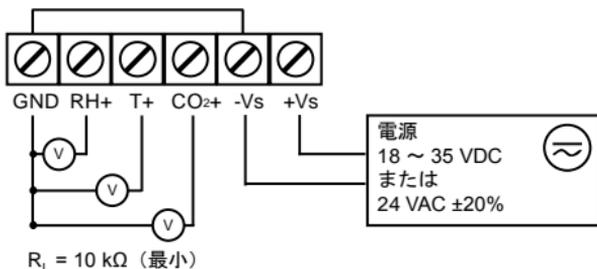 GND RH+ T+ CO2+ -Vs +Vs
V
V
V
電源
18 ～ 35 VDC
または
24 VAC ±20%
RL = 10 kΩ（最小）